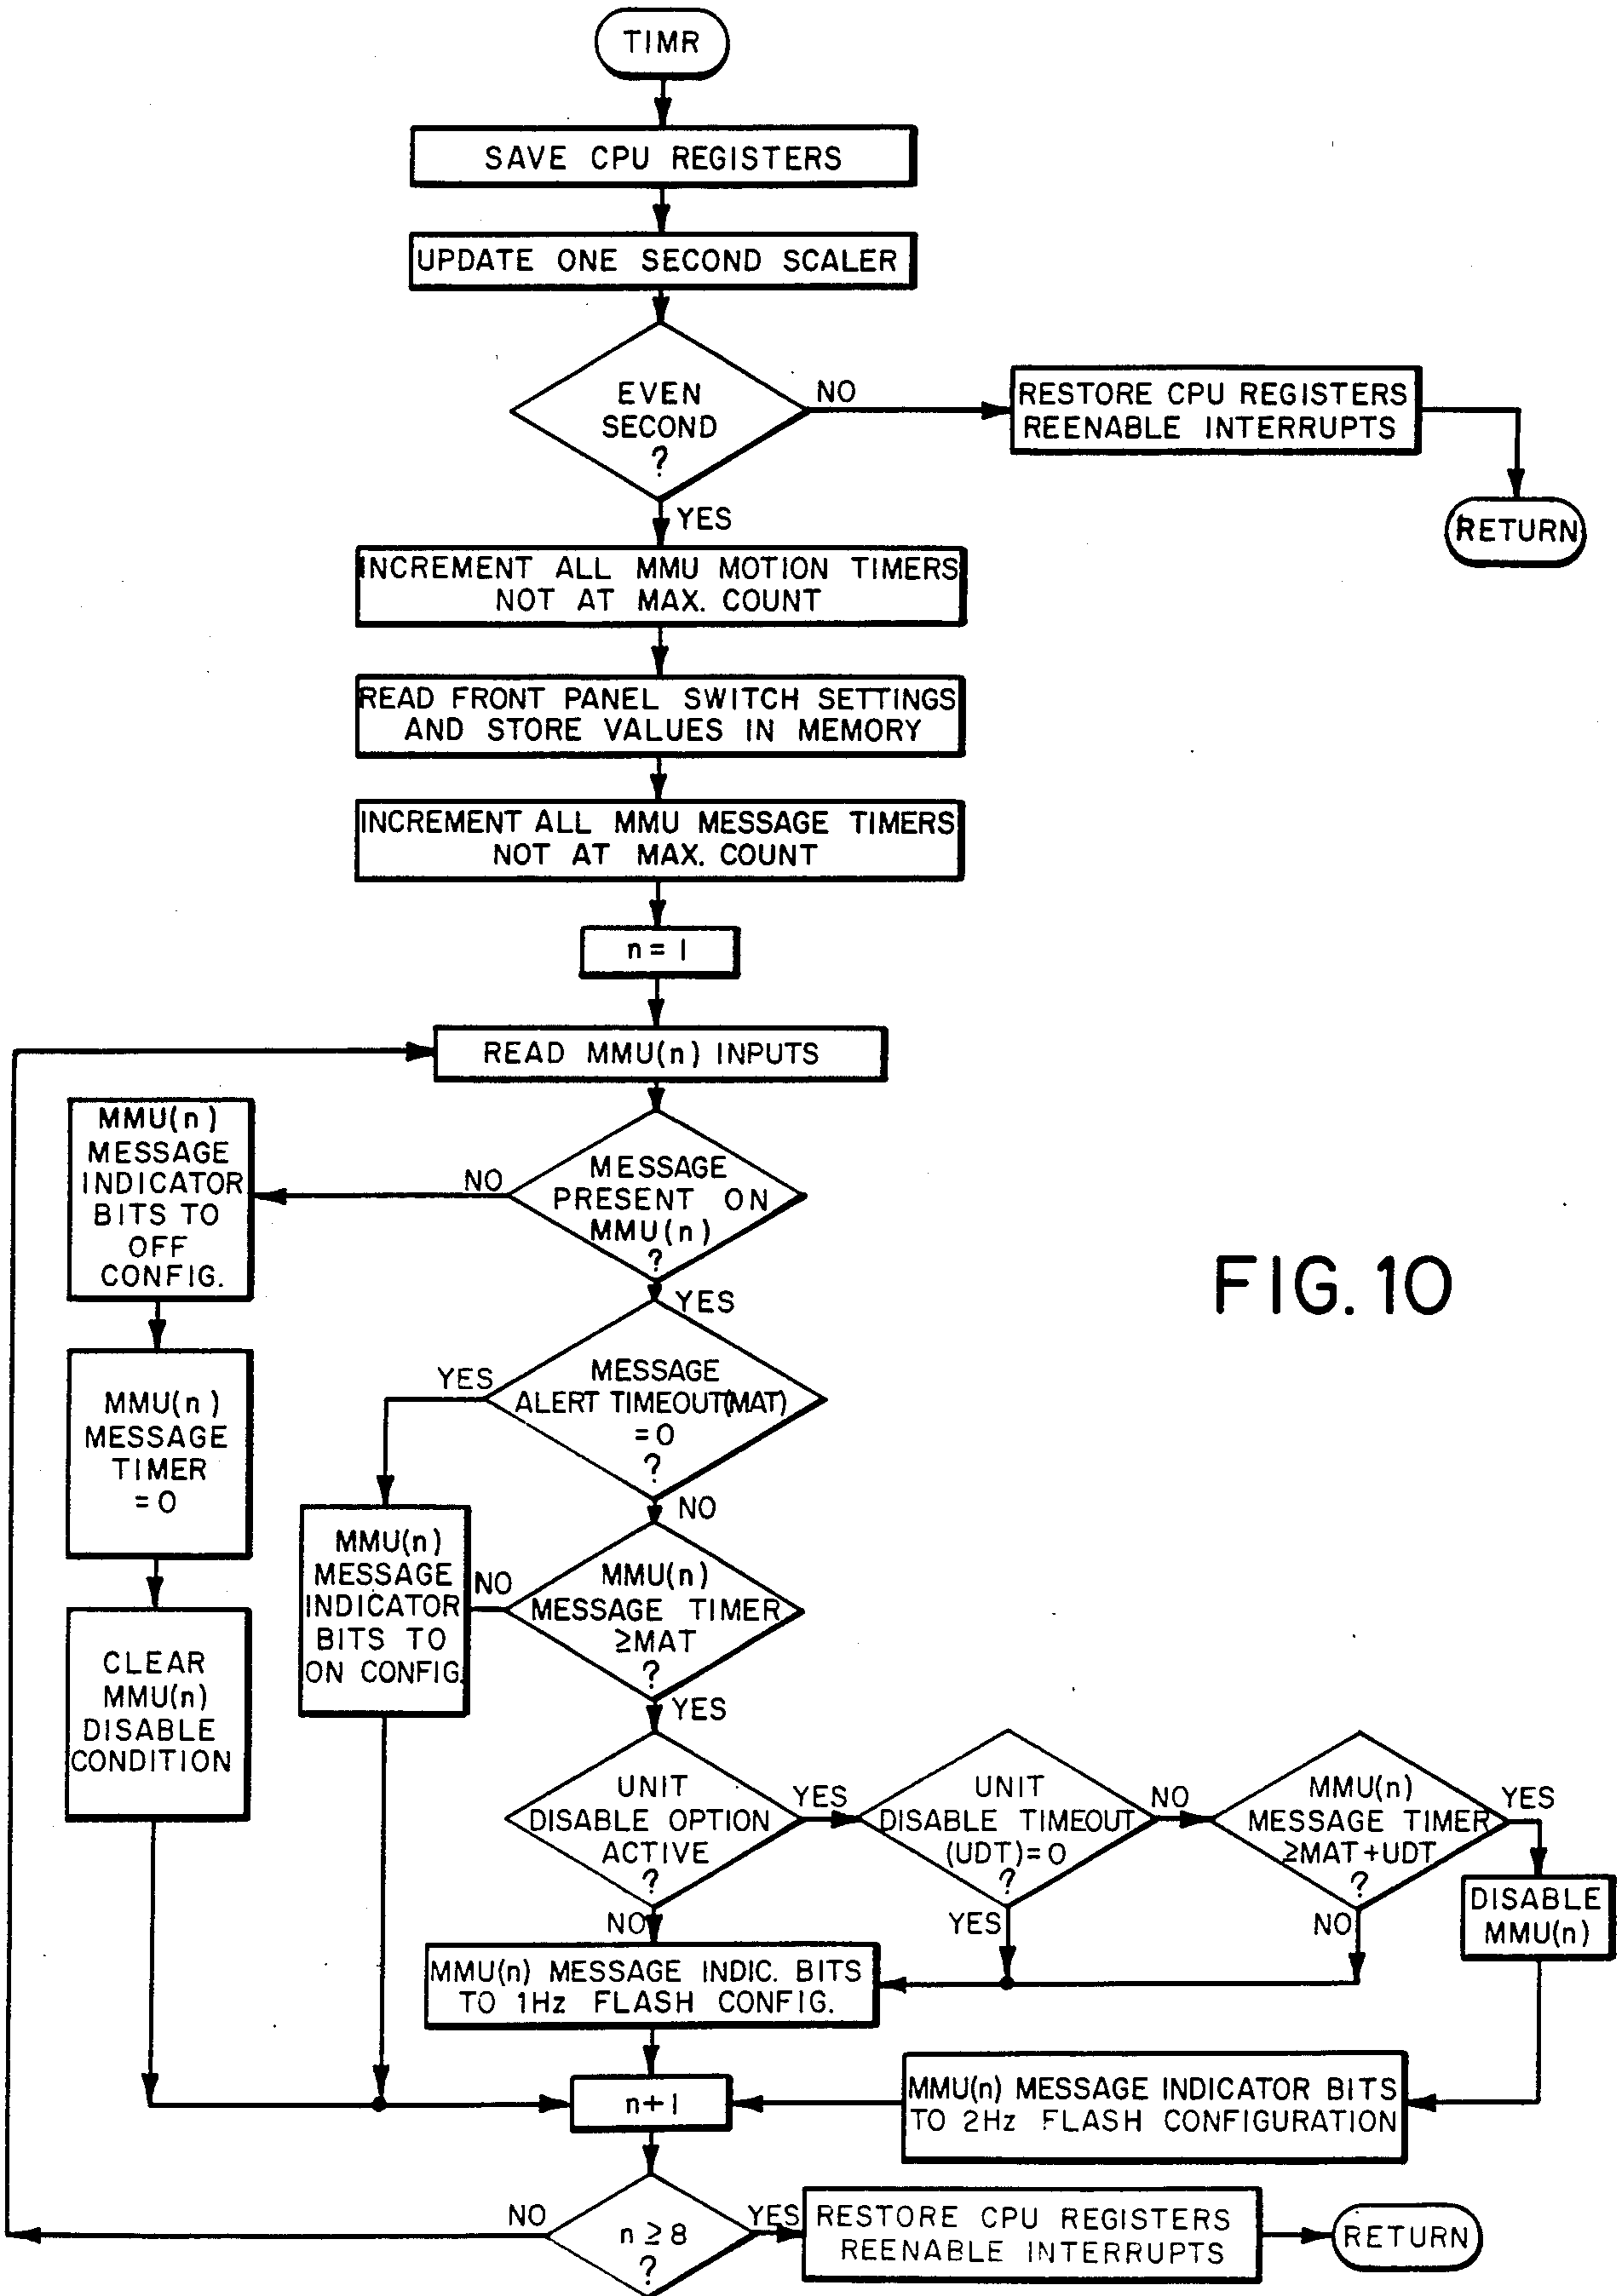 TIMR
SAVE CPU REGISTERS
UPDATE ONE SECOND SCALER
EVEN
SECOND
?
NO
RESTORE CPU REGISTERS
REENABLE INTERRUPTS
RETURN
YES
INCREMENT ALL MMU MOTION TIMERS
NOT AT MAX. COUNT
READ FRONT PANEL SWITCH SETTINGS
AND STORE VALUES IN MEMORY
INCREMENT ALL MMU MESSAGE TIMERS
NOT AT MAX. COUNT
n = 1
READ MMU(n) INPUTS
MESSAGE
PRESENT ON
MMU(n)
?
NO
MMU(n)
MESSAGE
INDICATOR
BITS TO
OFF
CONFIG.
MMU(n)
MESSAGE
TIMER
= 0
CLEAR
MMU(n)
DISABLE
CONDITION
YES
MESSAGE
ALERT TIMEOUT(MAT)
= 0
?
YES
MMU(n)
MESSAGE
INDICATOR
BITS TO
ON CONFIG.
NO
MMU(n)
MESSAGE TIMER
≥MAT
?
NO
YES
UNIT
DISABLE OPTION
ACTIVE
?
YES
UNIT
DISABLE TIMEOUT
(UDT)=0
?
NO
MMU(n)
MESSAGE TIMER
≥MAT+UDT
?
YES
DISABLE
MMU(n)
NO
YES
NO
MMU(n) MESSAGE INDIC. BITS
TO 1Hz FLASH CONFIG.
MMU(n) MESSAGE INDICATOR BITS
TO 2Hz FLASH CONFIGURATION
n+1
n ≥ 8
?
NO
YES
RESTORE CPU REGISTERS
REENABLE INTERRUPTS
RETURN
FIG. 10